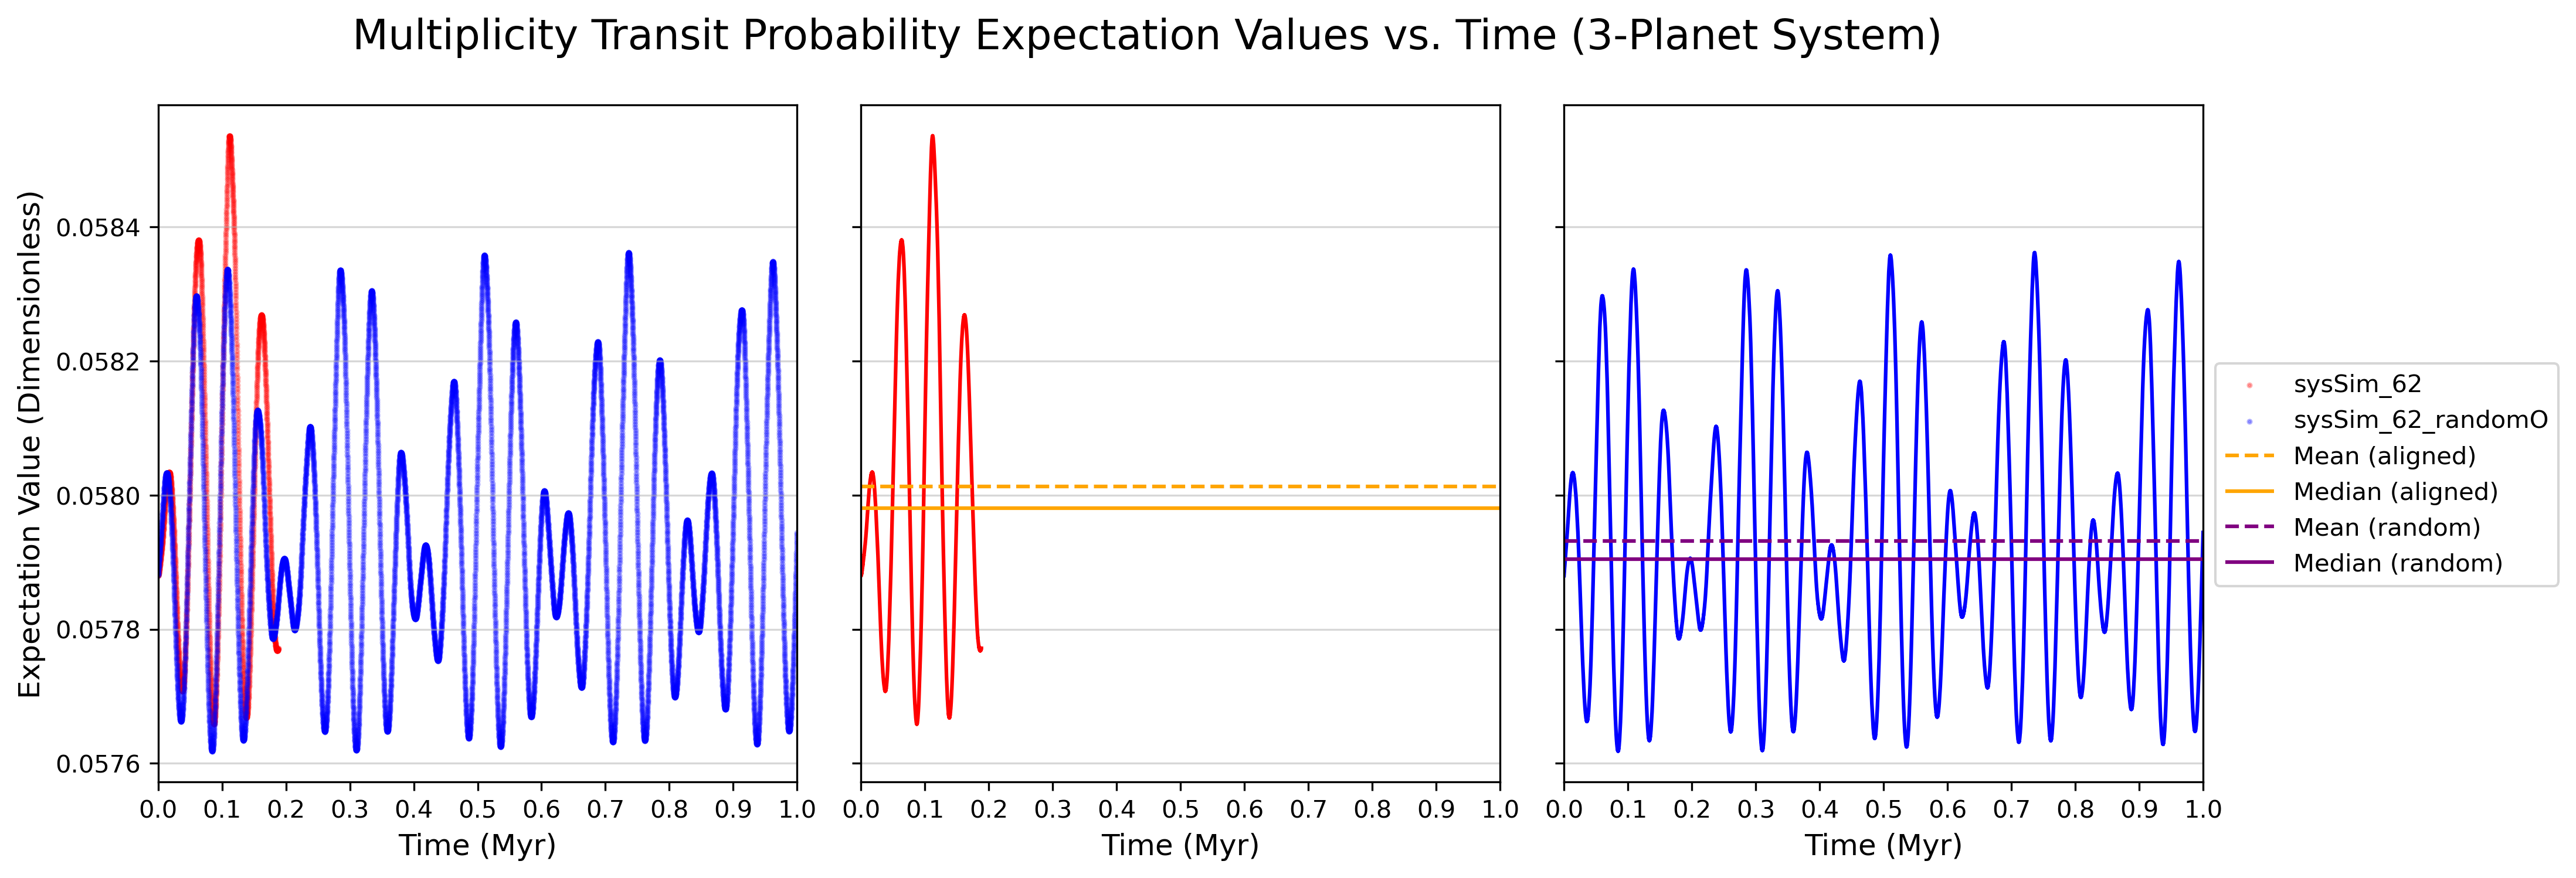 Multiplicity Transit Probability Expectation Values vs. Time (3-Planet System)
Expectation Value (Dimensionless)
0.0584
0.0582
0.0580
0.0578
0.0576
0.0 0.1 0.2 0.3 0.4 0.5 0.6 0.7 0.8 0.9 1.0
Time (Myr)
0.0 0.1 0.2 0.3 0.4 0.5 0.6 0.7 0.8 0.9 1.0
Time (Myr)
0.0 0.1 0.2 0.3 0.4 0.5 0.6 0.7 0.8 0.9 1.0
Time (Myr)
sysSim_62
sysSim_62_randomO
Mean (aligned)
Median (aligned)
Mean (random)
Median (random)